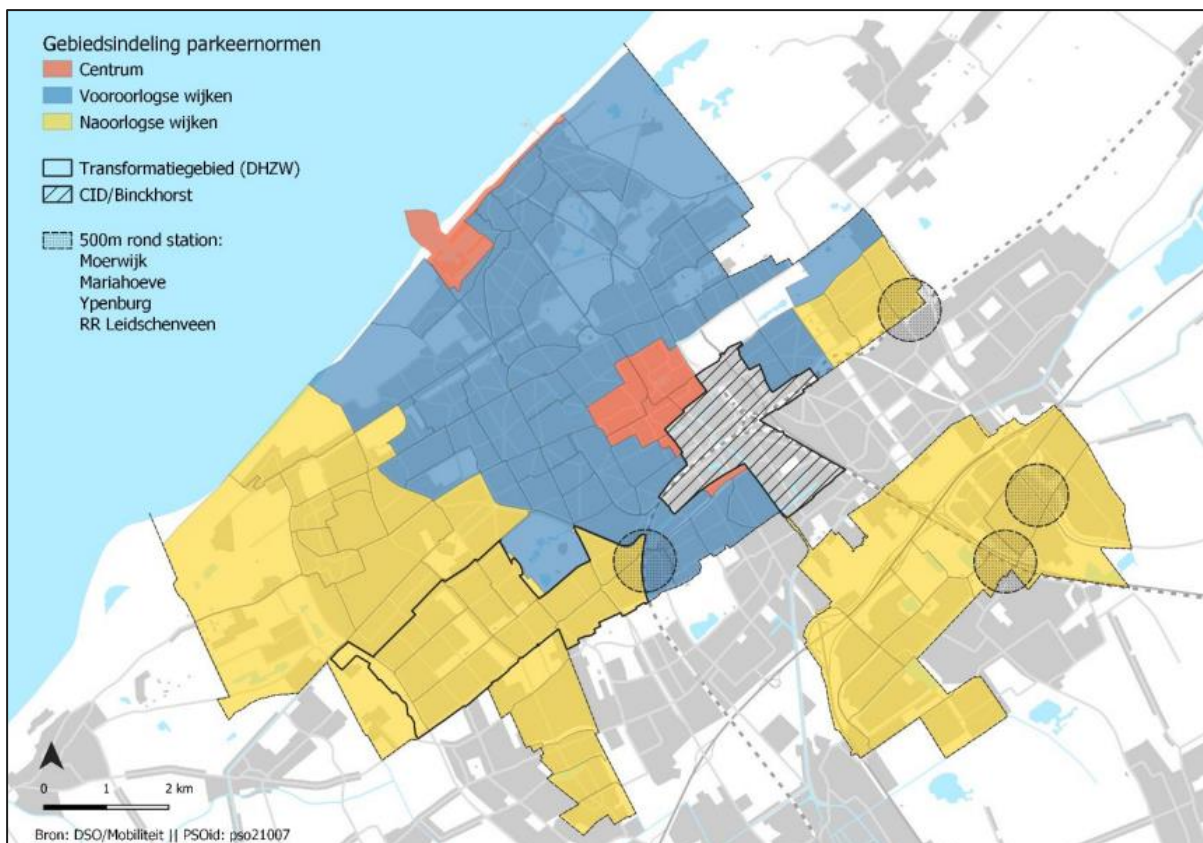 Gebiedsindeling parkeernormen
Centrum
Vooroorlogse wijken
Naoorlogse wijken
Transformatiegebied (DHZW)
CID/Binckhorst
500m rond station:
Moerwijk
Mariahoeve
Ypenburg
RR Leidschenveen
0 1 2 km
Bron: DSO/Mobiliteit || PSOid: pso21007